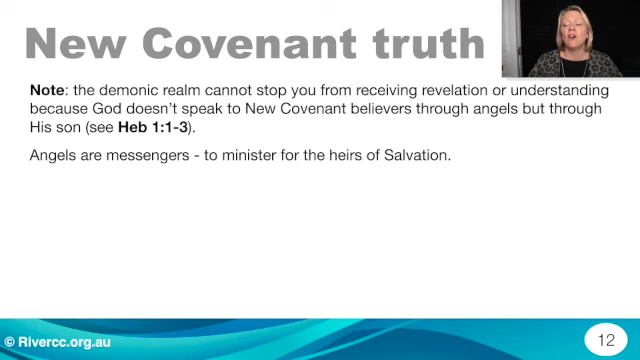 New Covenant truth
Note: the demonic realm cannot stop you from receiving revelation or understanding
because God doesn't speak to New Covenant believers through angels but through
His son (see Heb 1:1-3).
Angels are messengers - to minister for the heirs of Salvation.
© Rivercc.org.au
12